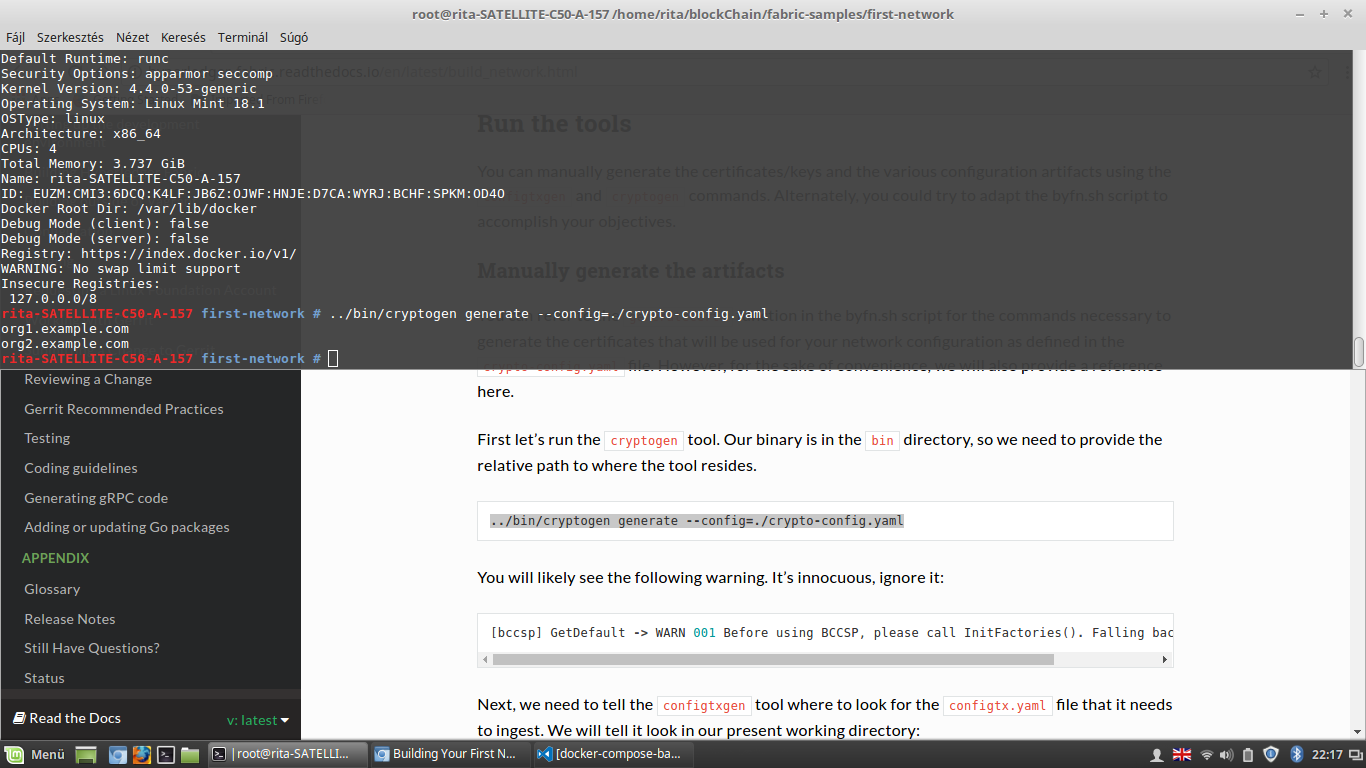 root@rita-SATELLITE-C50-A-157 /home/rita/blockChain/fabric-samples/first-network
Fájl Szerkesztés Nézet Keresés Terminál Súgó
Default Runtime: runc
Security Options: apparmor seccomp
Kernel Version: 4.4.0-53-generic
Operating System: Linux Mint 18.1
OSType: linux
Architecture: x86_64
CPUs: 4
Total Memory: 3.737 GiB
Name: rita-SATELLITE-C50-A-157
ID: EUZM:CMI3:6DCQ:K4LF:JB6Z:OJWF:HNJE:D7CA:WYRJ:BCHF:SPKM:OD4O
Docker Root Dir: /var/lib/docker
Debug Mode (client): false
Debug Mode (server): false
Registry: https://index.docker.io/v1/
WARNING: No swap limit support
Insecure Registries:
127.0.0.0/8
rita-SATELLITE-C50-A-157 first-network # ../bin/cryptogen generate --config=./crypto-config.yaml
org1.example.com
org2.example.com
rita-SATELLITE-C50-A-157 first-network #
Run the tools
You can manually generate the certificates/keys and the various configuration artifacts using the
and cryptogen commands. Alternately, you could try to adapt the byfn.sh script to
accomplish your objectives.
Manually generate the artifacts
in the byfn.sh script for the commands necessary to
generate the certificates that will be used for your network configuration as defined in the
crypto-config.yaml file. However, for the sake of convenience, we will also provide a reference
here.
First let's run the cryptogen tool. Our binary is in the bin directory, so we need to provide the
relative path to where the tool resides.
../bin/cryptogen generate --config=./crypto-config.yaml
You will likely see the following warning. It's innocuous, ignore it:
[bccsp] GetDefault -> WARN 001 Before using BCCSP, please call InitFactories(). Falling bac
Next, we need to tell the configtxgen tool where to look for the configtx.yaml file that it needs
to ingest. We will tell it look in our present working directory:
Reviewing a Change
Gerrit Recommended Practices
Testing
Coding guidelines
Generating gRPC code
Adding or updating Go packages
APPENDIX
Glossary
Release Notes
Still Have Questions?
Status
Read the Docs
v: latest
Menü
root@rita-SATELLI...
Building Your First N...
[docker-compose-ba...
22:17